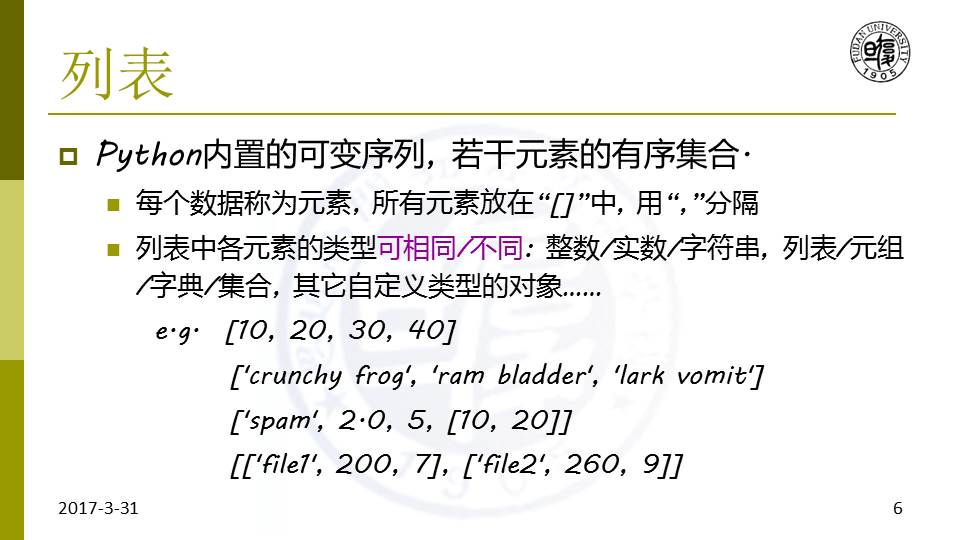 列表
FUDAN UNIVERSITY
1905
Python内置的可变序列，若干元素的有序集合.
每个数据称为元素，所有元素放在“[]”中，用“,”分隔
列表中各元素的类型可相同/不同：整数/实数/字符串，列表/元组
/字典/集合，其它自定义类型的对象……
e.g. [10, 20, 30, 40]
['crunchy frog', 'ram bladder', 'lark vomit']
['spam', 2.0, 5, [10, 20]]
[['file1', 200, 7], ['file2', 260, 9]]
2017-3-31
6